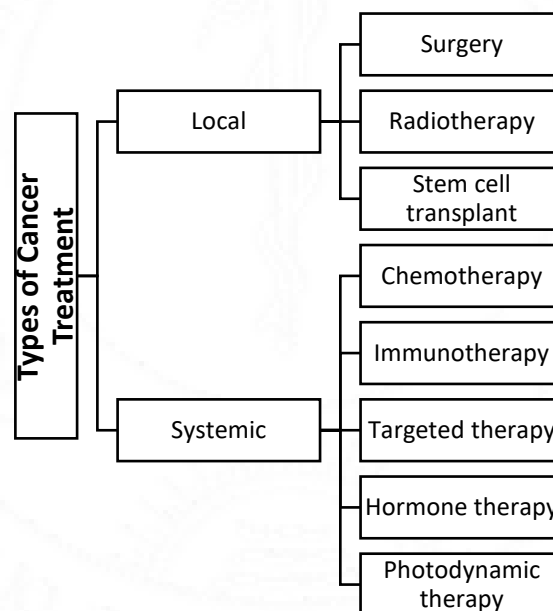 Types of Cancer
Treatment
Local
Surgery
Radiotherapy
Stem cell
transplant
Systemic
Chemotherapy
Immunotherapy
Targeted therapy
Hormone therapy
Photodynamic
therapy